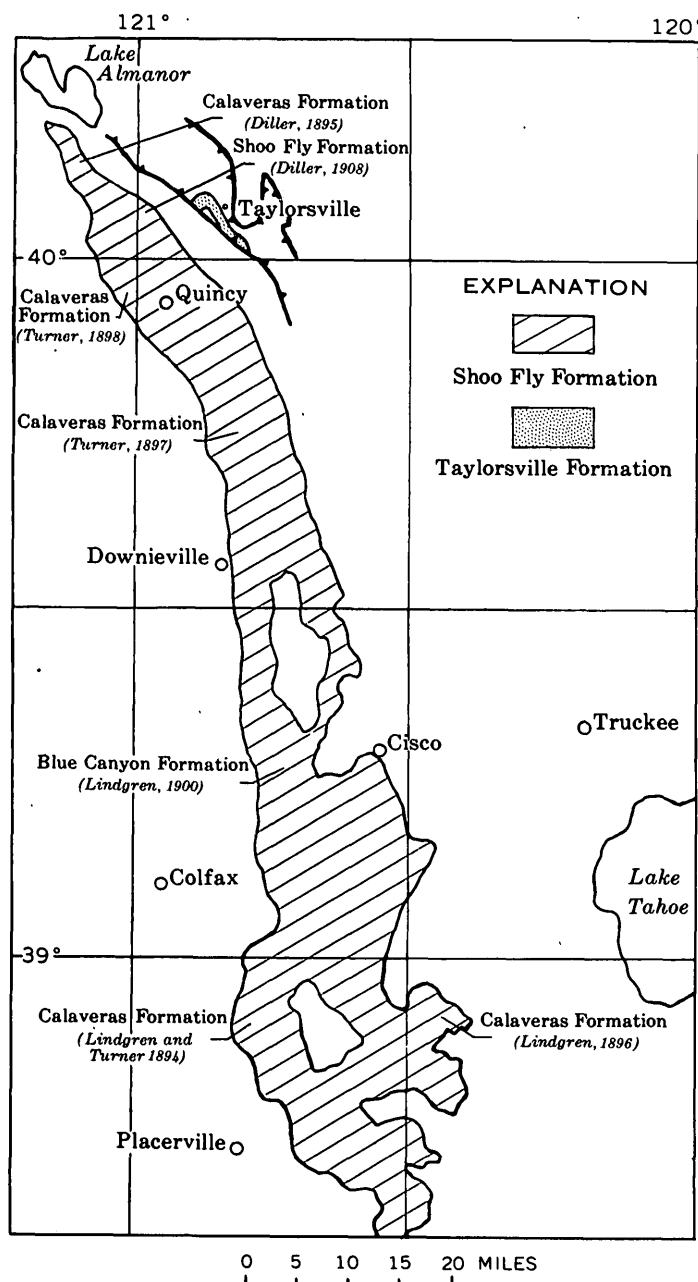 121°
120°
Lake
Almanor
Calaveras Formation
(Diller, 1895)
Shoo Fly Formation
(Diller, 1908)
Taylorsville
40°
EXPLANATION
Quincy
Calaveras
Formation
(Turner, 1898)
Shoo Fly Formation
Calaveras Formation
(Turner, 1897)
Taylorsville Formation
Downieville
Truckee
Cisco
Blue Canyon Formation
(Lindgren, 1900)
Colfax
Lake
Tahoe
39°
Calaveras Formation
(Lindgren and
Turner 1894)
Calaveras Formation
(Lindgren, 1896)
Placerville
0 5 10 15 20 MILES